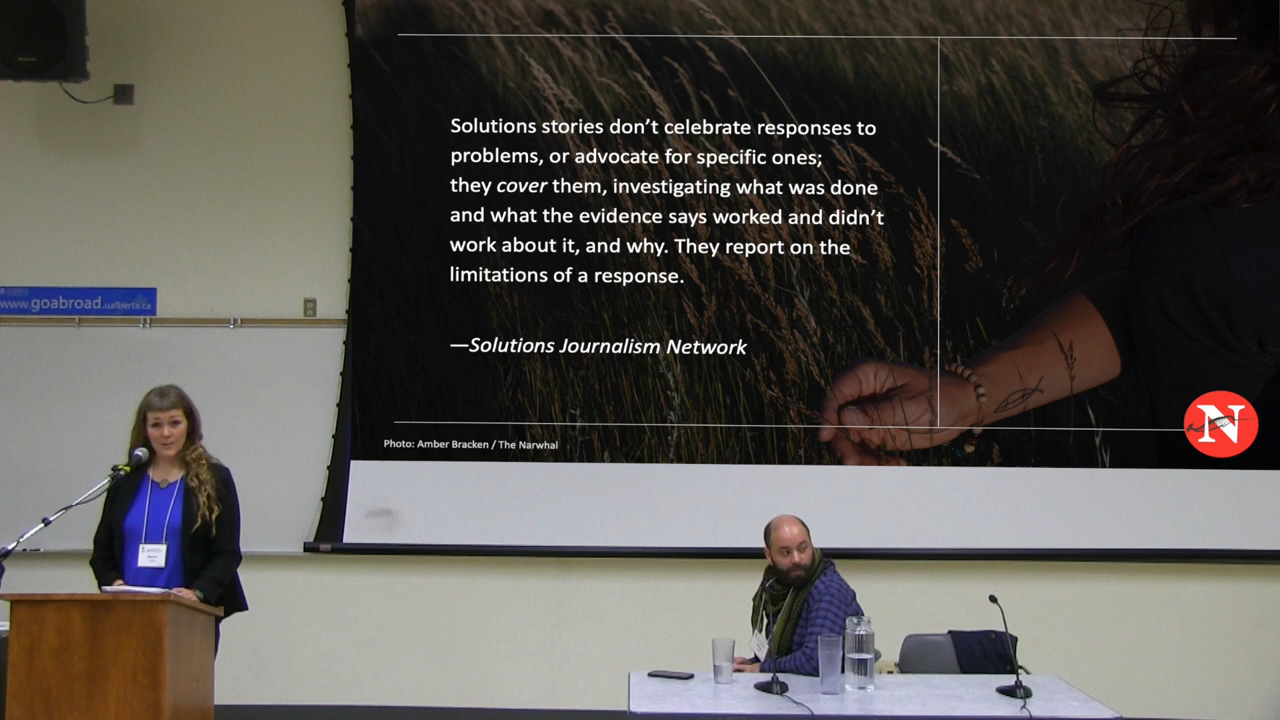 Solutions stories don't celebrate responses to
problems, or advocate for specific ones;
they cover them, investigating what was done
and what the evidence says worked and didn't
work about it, and why. They report on the
limitations of a response.
—Solutions Journalism Network
Photo: Amber Bracken / The Narwhal
N
www.goabroad.ualberta.ca